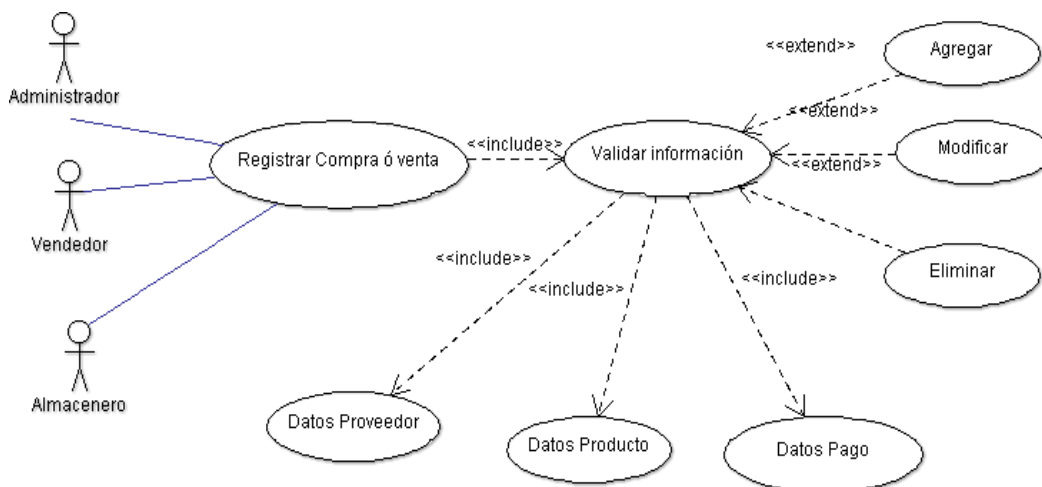 Administrador
Vendedor
Almacenero
Registrar Compra ó venta
<<include>>
Validar información
<<extend>>
Agregar
<<extend>>
Modificar
<<extend>>
Eliminar
<<include>>
<<include>>
<<include>>
Datos Proveedor
Datos Producto
Datos Pago